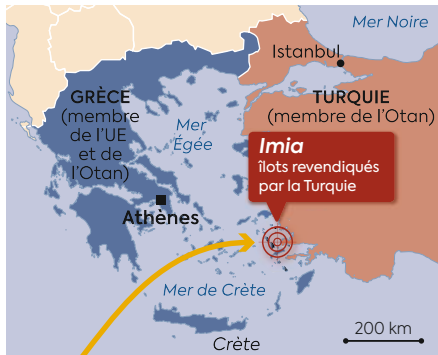 Mer Noire
Istanbul
GRÈCE
(membre
de l'UE
et de
l'Otan)
TURQUIE
(membre de l'Otan)
Mer
Égée
Imia
îlots revendiqués
par la Turquie
Athènes
Mer de Crète
Crète
200 km